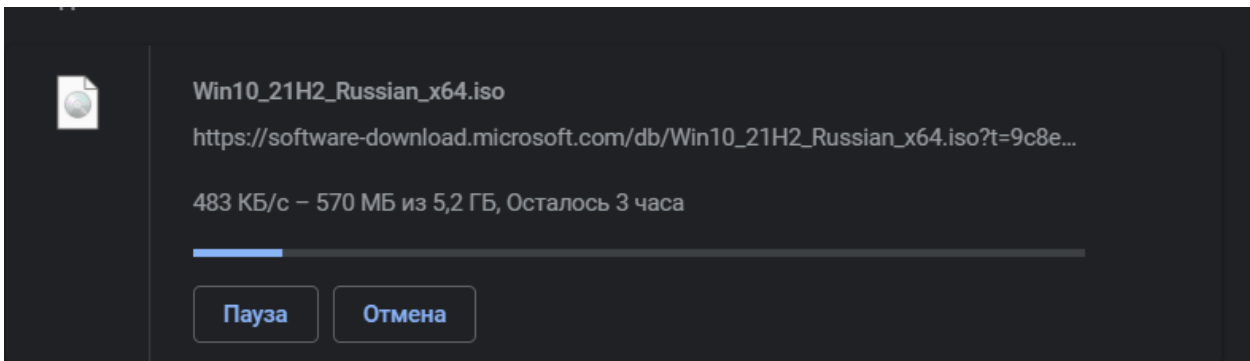 Win10_21H2_Russian_x64.iso
https://software-download.microsoft.com/db/Win10_21H2_Russian_x64.iso?t=9c8e...
483 КБ/с – 570 МБ из 5,2 ГБ, Осталось 3 часа
Пауза
Отмена